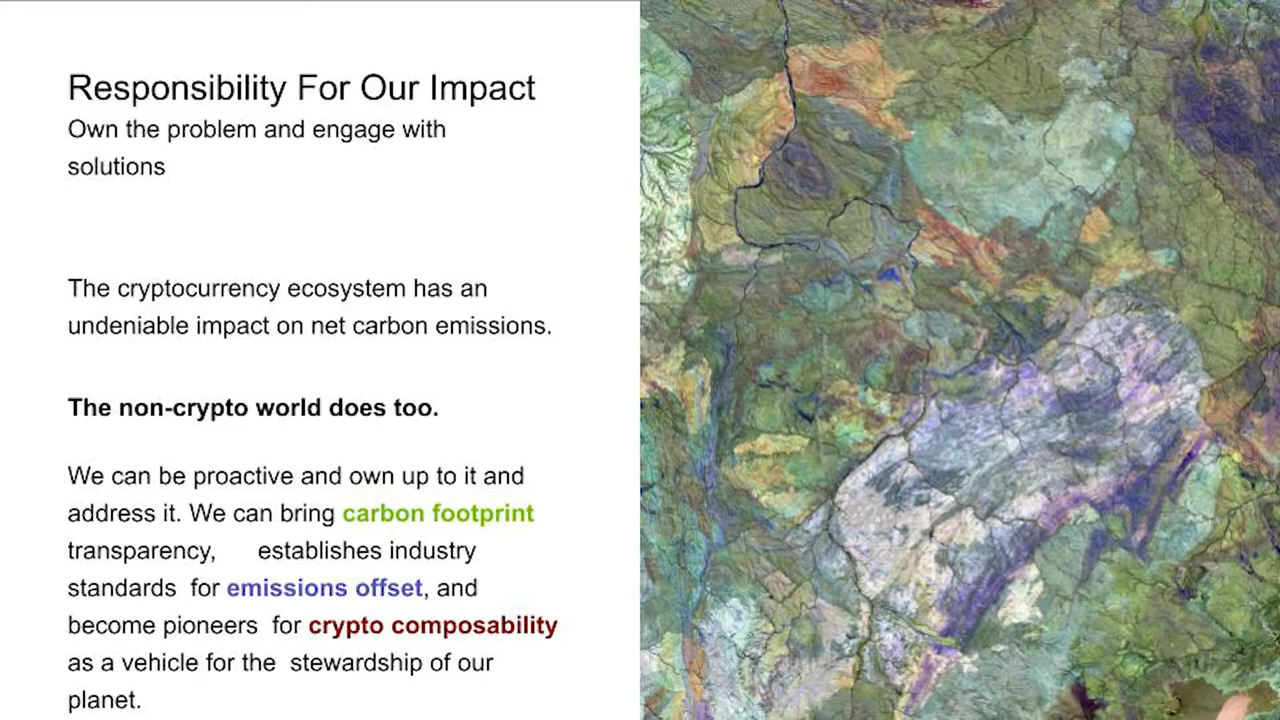 Responsibility For Our Impact
Own the problem and engage with
solutions
The cryptocurrency ecosystem has an
undeniable impact on net carbon emissions.
The non-crypto world does too.
We can be proactive and own up to it and
address it. We can bring carbon footprint
transparency, establishes industry
standards for emissions offset, and
become pioneers for crypto composability
as a vehicle for the stewardship of our
planet.